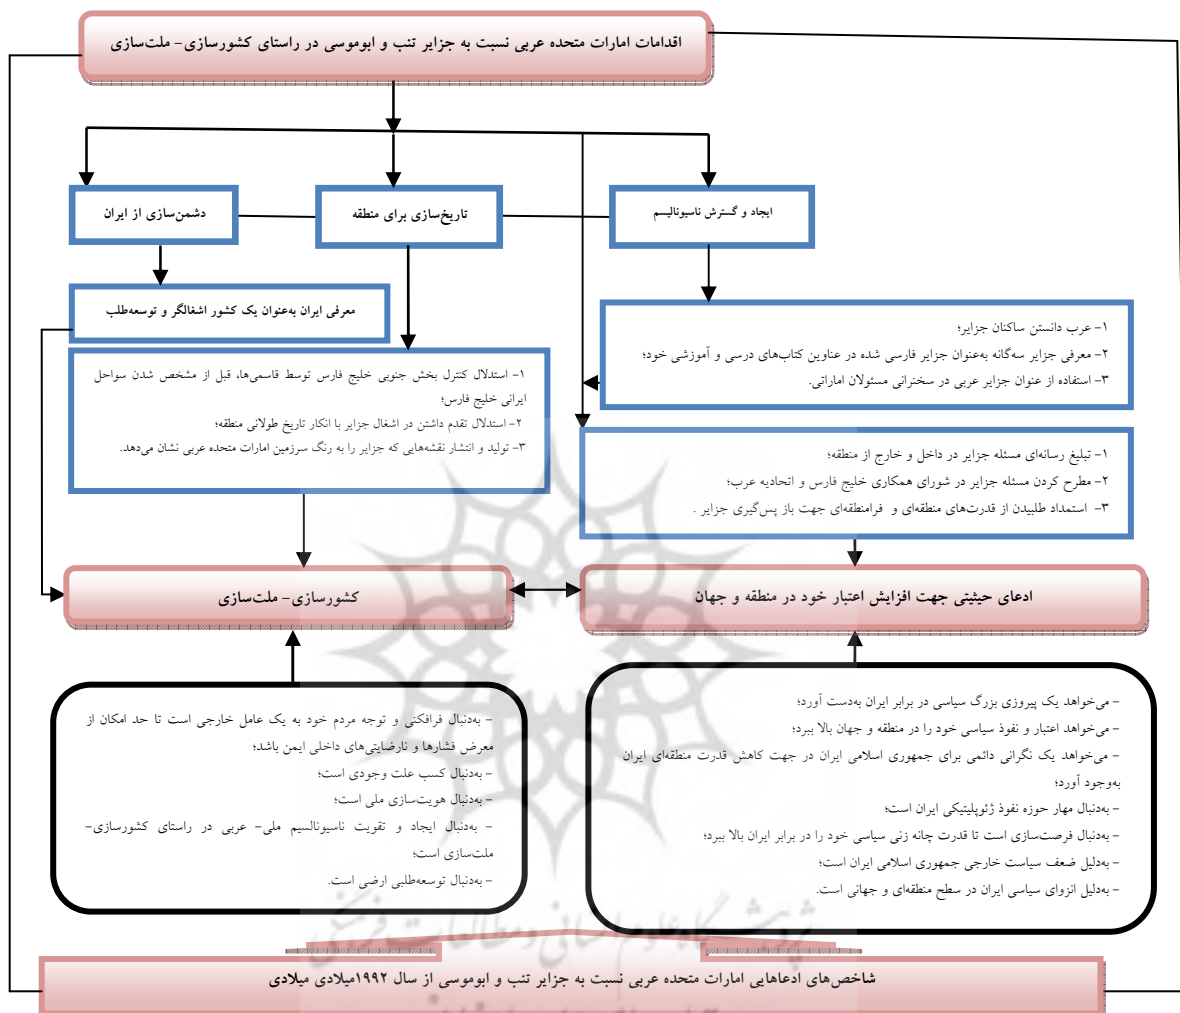 اقدامات امارات متحده عربی نسبت به جزایر تنب و ابوموسی در راستای کشورسازی- ملت‌سازی
ایجاد و گسترش ناسیونالیسم
تاریخ‌سازی برای منطقه
دشمن‌سازی از ایران
معرفی ایران به‌عنوان یک کشور اشغالگر و توسعه‌طلب
۱- عرب دانستن ساکنان جزایر؛
۲- معرفی جزایر سه‌گانه به‌عنوان جزایر فارسی شده در عناوین کتاب‌های درسی و آموزشی خود؛
۳- استفاده از عنوان جزایر عربی در سخنرانی مسئولان اماراتی.
۱- استدلال کنترل بخش جنوبی خلیج فارس توسط قاسمی‌ها، قبل از مشخص شدن سواحل
ایرانی خلیج فارس؛
۲- استدلال تقدم داشتن در اشغال جزایر با انکار تاریخ طولانی منطقه؛
۳- تولید و انتشار نقشه‌هایی که جزایر را به رنگ سرزمین امارات متحده عربی نشان می‌دهد.
۱- تبلیغ رسانه‌ای مسئله جزایر در داخل و خارج از منطقه؛
۲- مطرح کردن مسئله جزایر در شورای همکاری خلیج فارس و اتحادیه عرب؛
۳- استمداد طلبیدن از قدرت‌های منطقه‌ای و فرامنطقه‌ای جهت باز پس‌گیری جزایر .
ادعای حیثیتی جهت افزایش اعتبار خود در منطقه و جهان
کشورسازی- ملت‌سازی
- می‌خواهد یک پیروزی بزرگ سیاسی در برابر ایران به‌دست آورد؛
- می‌خواهد اعتبار و نفوذ سیاسی خود را در منطقه و جهان بالا ببرد؛
- می‌خواهد یک نگرانی دائمی برای جمهوری اسلامی ایران در جهت کاهش قدرت منطقه‌ای ایران
به‌وجود آورد؛
- به‌دنبال مهار حوزه نفوذ ژئوپلیتیکی ایران است؛
- به‌دنبال فرصت‌سازی است تا قدرت چانه زنی سیاسی خود را در برابر ایران بالا ببرد؛
- به‌دلیل ضعف سیاست خارجی جمهوری اسلامی ایران است؛
- به‌دلیل انزوای سیاسی ایران در سطح منطقه‌ای و جهانی است.
- به‌دنبال فرافکنی و توجه مردم خود به یک عامل خارجی است تا حد امکان از
معرض فشارها و نارضایتی‌های داخلی ایمن باشد؛
- به‌دنبال کسب علت وجودی است؛
- به‌دنبال هویت‌سازی ملی است؛
- به‌دنبال ایجاد و تقویت ناسیونالسیم ملی- عربی در راستای کشورسازی-
ملت‌سازی است؛
- به‌دنبال توسعه‌طلبی ارضی است.
پژوهشگاه علوم انسانی و مطالعات فرهنگی
شاخص‌های ادعاهایی امارات متحده عربی نسبت به جزایر تنب و ابوموسی از سال ۱۹۹۲میلادی میلادی